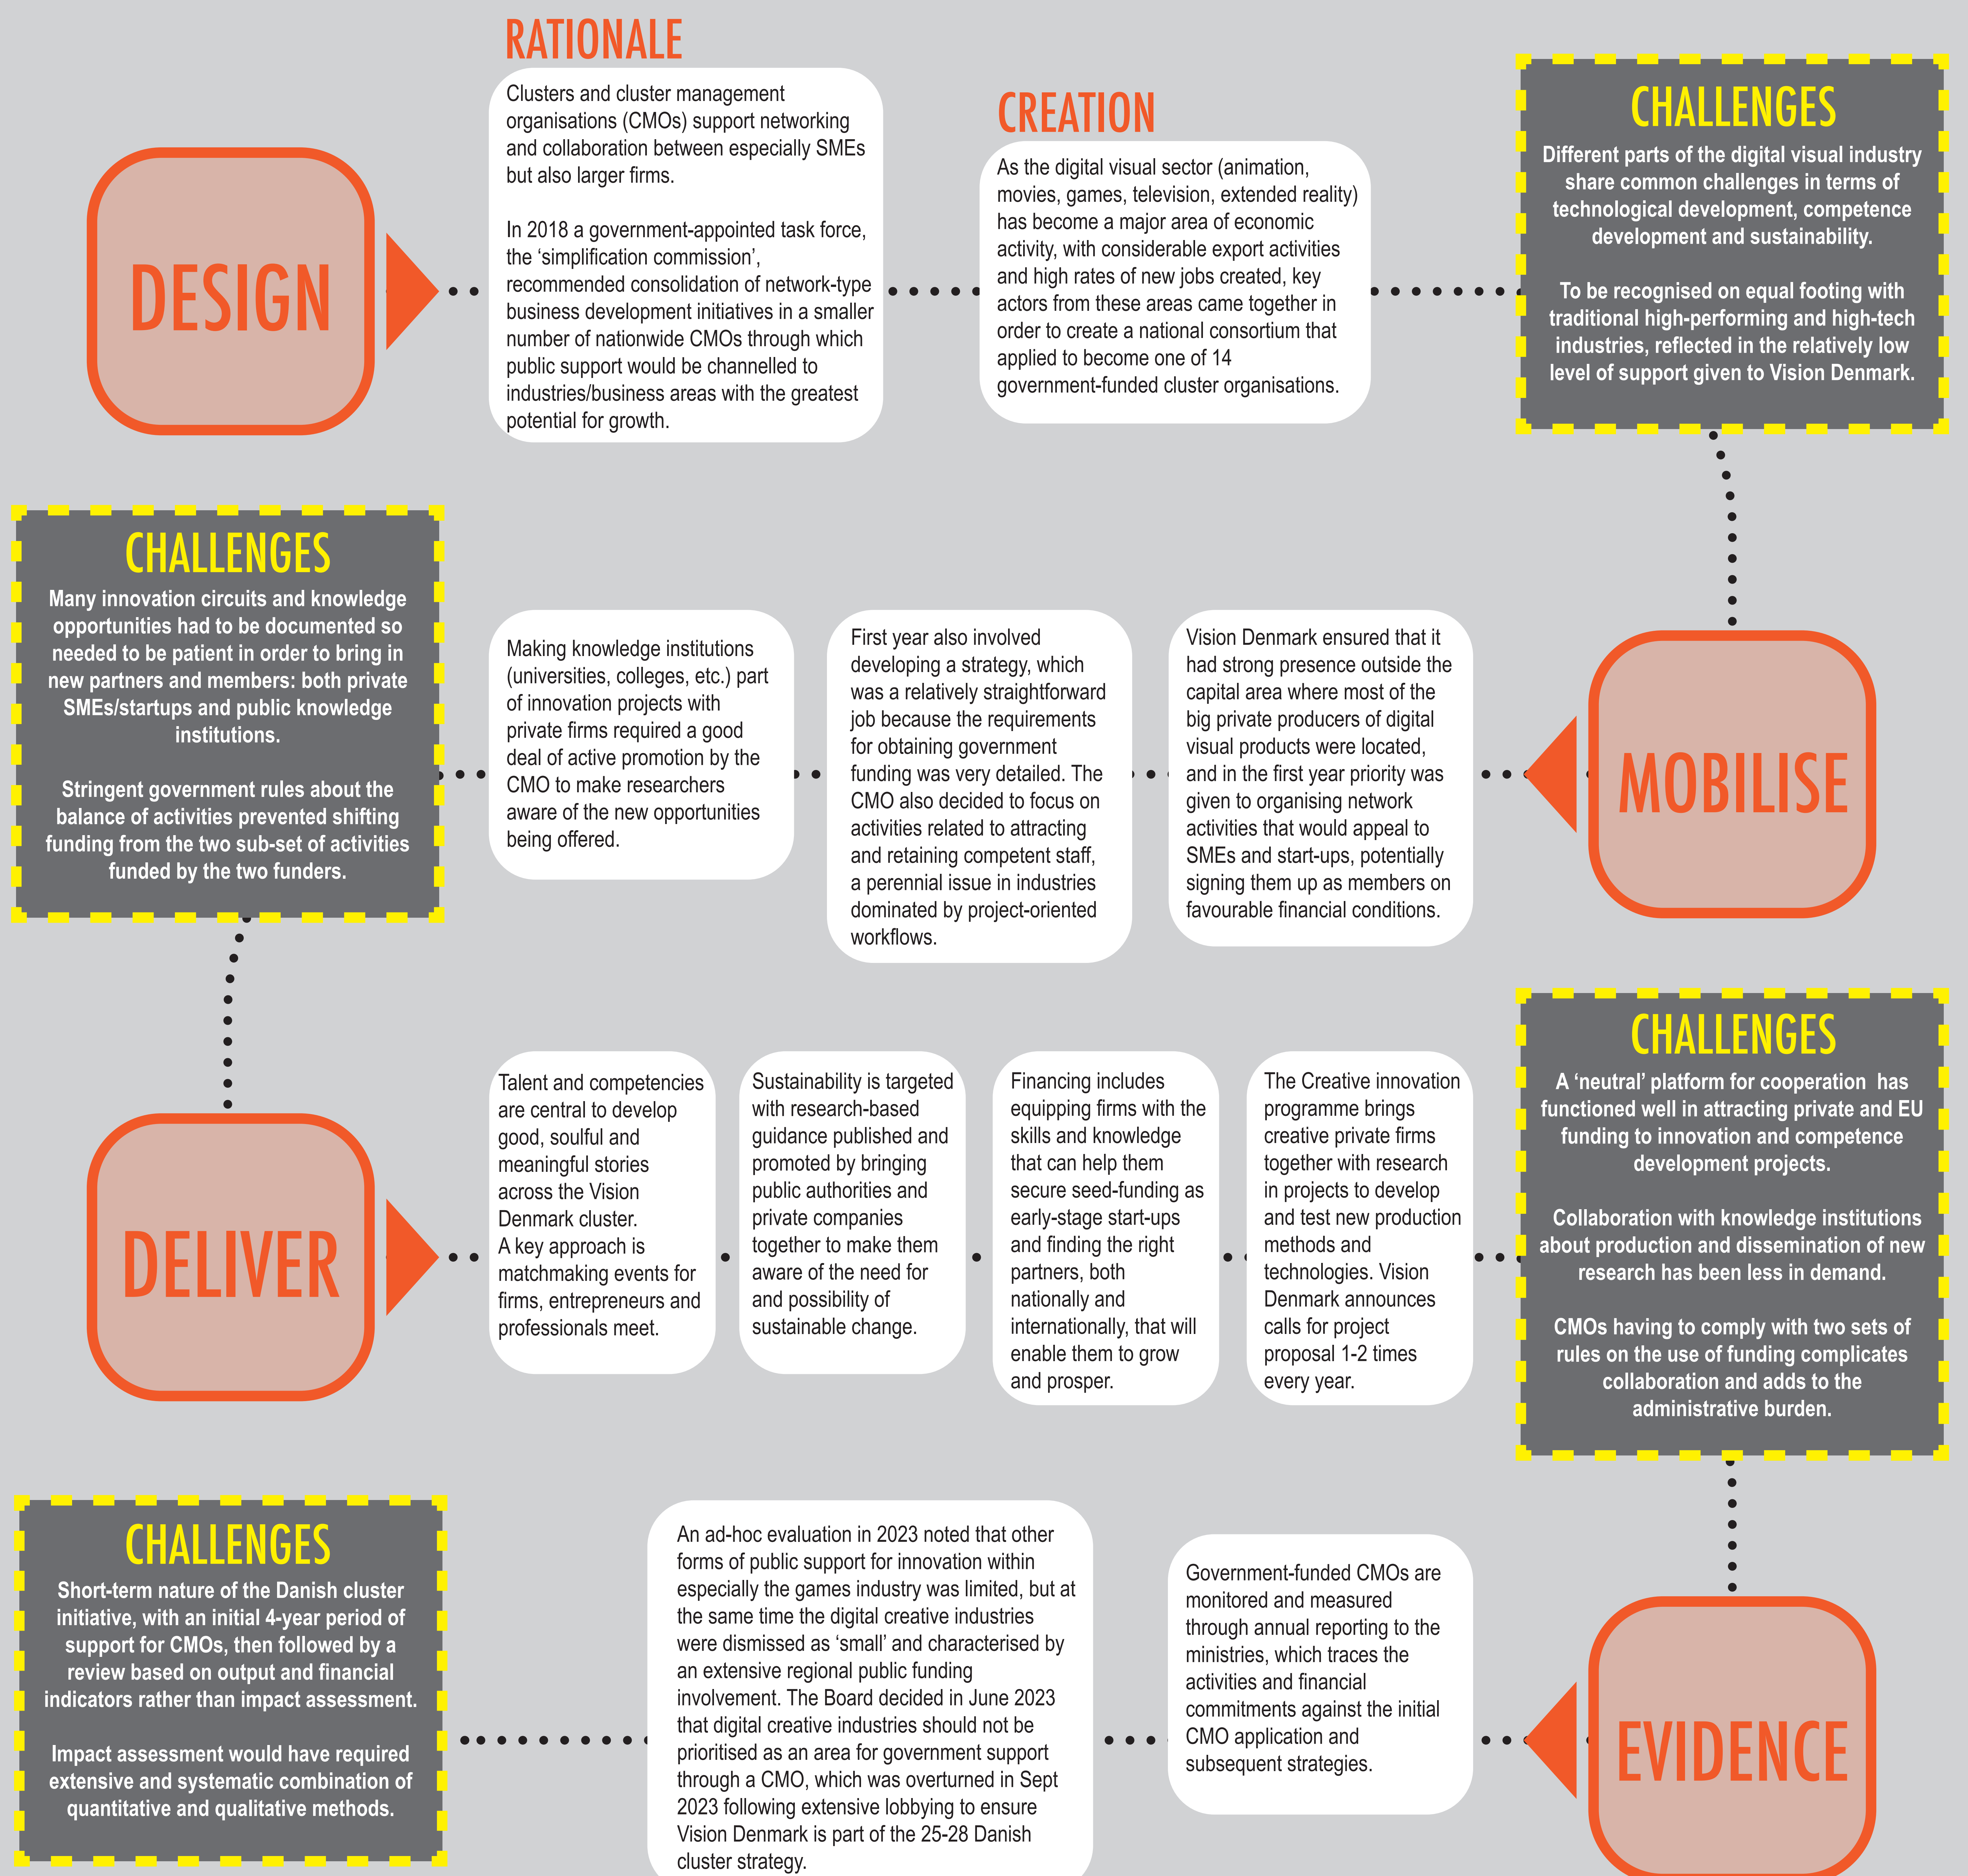 DESIGN
RATIONALE
Clusters and cluster management
organisations (CMOs) support networking
and collaboration between especially SMEs
but also larger firms.
In 2018 a government-appointed task force,
the ‘simplification commission’,
recommended consolidation of network-type
business development initiatives in a smaller
number of nationwide CMOs through which
public support would be channelled to
industries/business areas with the greatest
potential for growth.
CREATION
As the digital visual sector (animation,
movies, games, television, extended reality)
has become a major area of economic
activity, with considerable export activities
and high rates of new jobs created, key
actors from these areas came together in
order to create a national consortium that
applied to become one of 14
government-funded cluster organisations.
CHALLENGES
Different parts of the digital visual industry
share common challenges in terms of
technological development, competence
development and sustainability.
To be recognised on equal footing with
traditional high-performing and high-tech
industries, reflected in the relatively low
level of support given to Vision Denmark.
MOBILISE
Vision Denmark ensured that it
had strong presence outside the
capital area where most of the
big private producers of digital
visual products were located,
and in the first year priority was
given to organising network
activities that would appeal to
SMEs and start-ups, potentially
signing them up as members on
favourable financial conditions.
First year also involved
developing a strategy, which
was a relatively straightforward
job because the requirements
for obtaining government
funding was very detailed. The
CMO also decided to focus on
activities related to attracting
and retaining competent staff,
a perennial issue in industries
dominated by project-oriented
workflows.
Making knowledge institutions
(universities, colleges, etc.) part
of innovation projects with
private firms required a good
deal of active promotion by the
CMO to make researchers
aware of the new opportunities
being offered.
CHALLENGES
Many innovation circuits and knowledge
opportunities had to be documented so
needed to be patient in order to bring in
new partners and members: both private
SMEs/startups and public knowledge
institutions.
Stringent government rules about the
balance of activities prevented shifting
funding from the two sub-set of activities
funded by the two funders.
DELIVER
Talent and competencies
are central to develop
good, soulful and
meaningful stories
across the Vision
Denmark cluster.
A key approach is
matchmaking events for
firms, entrepreneurs and
professionals meet.
Sustainability is targeted
with research-based
guidance published and
promoted by bringing
public authorities and
private companies
together to make them
aware of the need for
and possibility of
sustainable change.
Financing includes
equipping firms with the
skills and knowledge
that can help them
secure seed-funding as
early-stage start-ups
and finding the right
partners, both
nationally and
internationally, that will
enable them to grow
and prosper.
The Creative innovation
programme brings
creative private firms
together with research
in projects to develop
and test new production
methods and
technologies. Vision
Denmark announces
calls for project
proposal 1-2 times
every year.
CHALLENGES
A ‘neutral’ platform for cooperation has
functioned well in attracting private and EU
funding to innovation and competence
development projects.
Collaboration with knowledge institutions
about production and dissemination of new
research has been less in demand.
CMOs having to comply with two sets of
rules on the use of funding complicates
collaboration and adds to the
administrative burden.
EVIDENCE
Government-funded CMOs are
monitored and measured
through annual reporting to the
ministries, which traces the
activities and financial
commitments against the initial
CMO application and
subsequent strategies.
An ad-hoc evaluation in 2023 noted that other
forms of public support for innovation within
especially the games industry was limited, but at
the same time the digital creative industries
were dismissed as ‘small’ and characterised by
an extensive regional public funding
involvement. The Board decided in June 2023
that digital creative industries should not be
prioritised as an area for government support
through a CMO, which was overturned in Sept
2023 following extensive lobbying to ensure
Vision Denmark is part of the 25-28 Danish
cluster strategy.
CHALLENGES
Short-term nature of the Danish cluster
initiative, with an initial 4-year period of
support for CMOs, then followed by a
review based on output and financial
indicators rather than impact assessment.
Impact assessment would have required
extensive and systematic combination of
quantitative and qualitative methods.